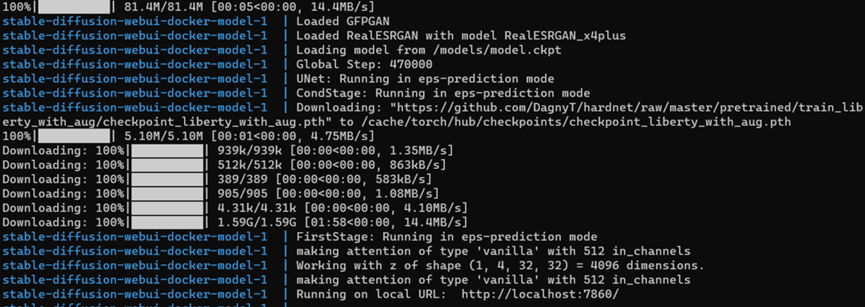 100%|██████████| 81.4M/81.4M [00:05<00:00, 14.4MB/s]
stable-diffusion-webui-docker-model-1  | Loaded GFPGAN
stable-diffusion-webui-docker-model-1  | Loaded RealESRGAN with model RealESRGAN_x4plus
stable-diffusion-webui-docker-model-1  | Loading model from /models/model.ckpt
stable-diffusion-webui-docker-model-1  | Global Step: 470000
stable-diffusion-webui-docker-model-1  | UNet: Running in eps-prediction mode
stable-diffusion-webui-docker-model-1  | CondStage: Running in eps-prediction mode
stable-diffusion-webui-docker-model-1  | Downloading: "https://github.com/DagnyT/hardnet/raw/master/pretrained/train_lib
erty_with_aug/checkpoint_liberty_with_aug.pth" to /cache/torch/hub/checkpoints/checkpoint_liberty_with_aug.pth
100%|██████████| 5.10M/5.10M [00:01<00:00, 4.75MB/s]
Downloading: 100%|██████████| 939k/939k [00:00<00:00, 1.35MB/s]
Downloading: 100%|██████████| 512k/512k [00:00<00:00, 863kB/s]
Downloading: 100%|██████████| 389/389 [00:00<00:00, 583kB/s]
Downloading: 100%|██████████| 905/905 [00:00<00:00, 1.08MB/s]
Downloading: 100%|██████████| 4.31k/4.31k [00:00<00:00, 4.10MB/s]
Downloading: 100%|██████████| 1.59G/1.59G [01:58<00:00, 14.4MB/s]
stable-diffusion-webui-docker-model-1  | FirstStage: Running in eps-prediction mode
stable-diffusion-webui-docker-model-1  | making attention of type 'vanilla' with 512 in_channels
stable-diffusion-webui-docker-model-1  | Working with z of shape (1, 4, 32, 32) = 4096 dimensions.
stable-diffusion-webui-docker-model-1  | making attention of type 'vanilla' with 512 in_channels
stable-diffusion-webui-docker-model-1  | Running on local URL:  http://localhost:7860/
stable-diffusion-webui-docker-model-1  |